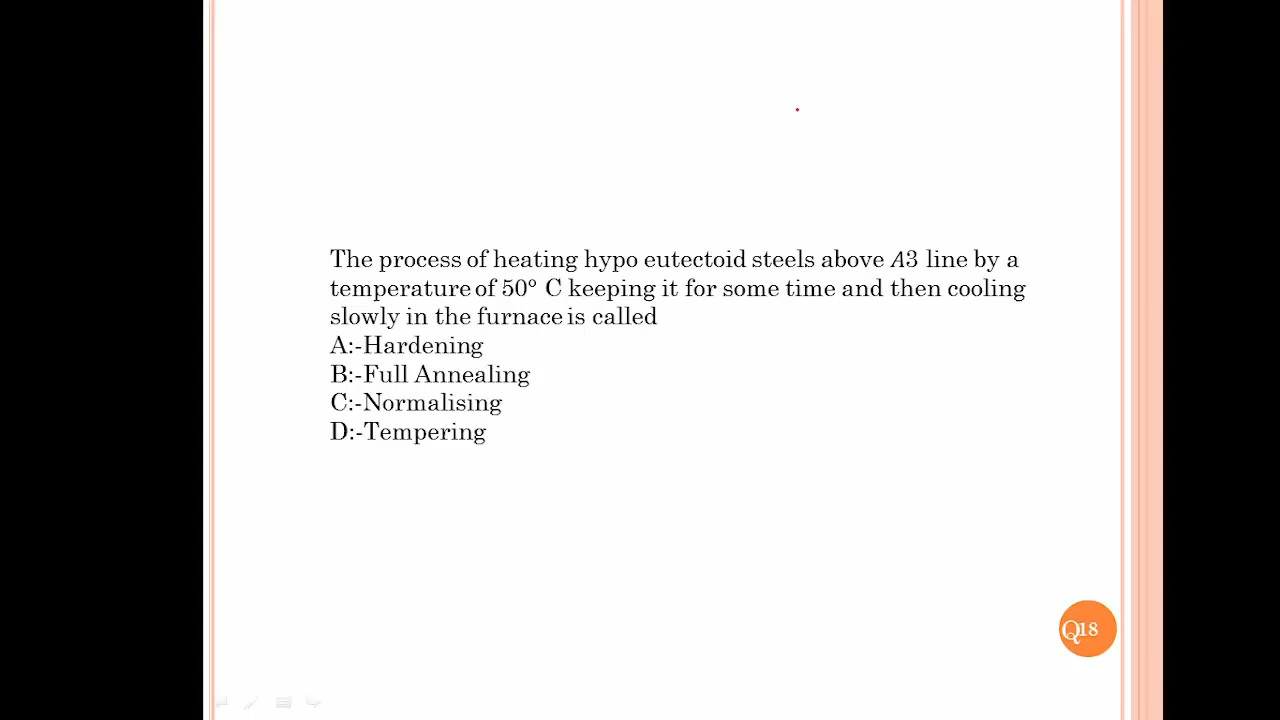 The process of heating hypo eutectoid steels above A3 line by a
temperature of 50° C keeping it for some time and then cooling
slowly in the furnace is called
A:-Hardening
B:-Full Annealing
C:-Normalising
D:-Tempering
Q18